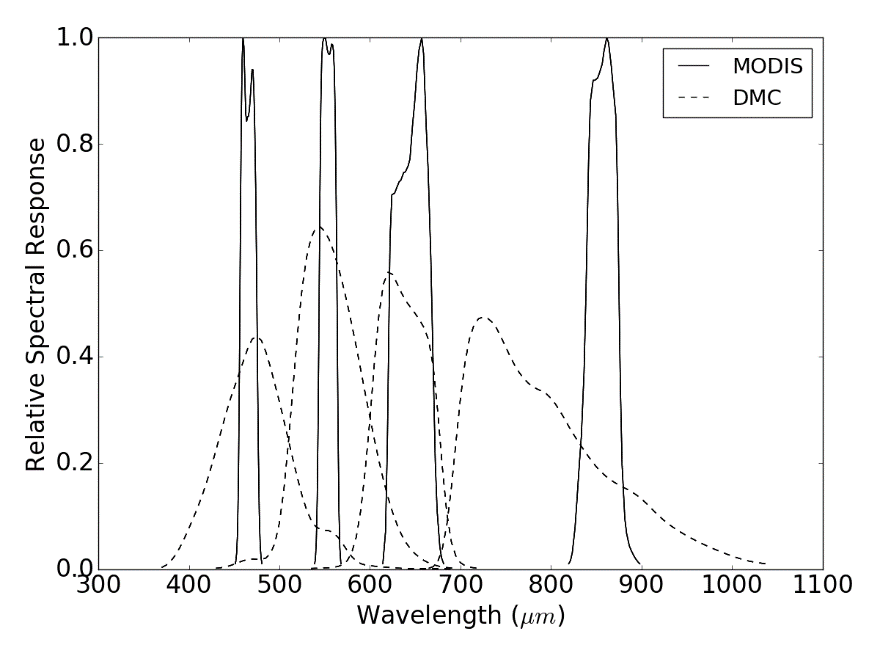 1.0
0.8
0.6
0.4
0.2
0.0
300 400 500 600 700 800 900 1000 1100
Relative Spectral Response
Wavelength (μm)
MODIS
DMC